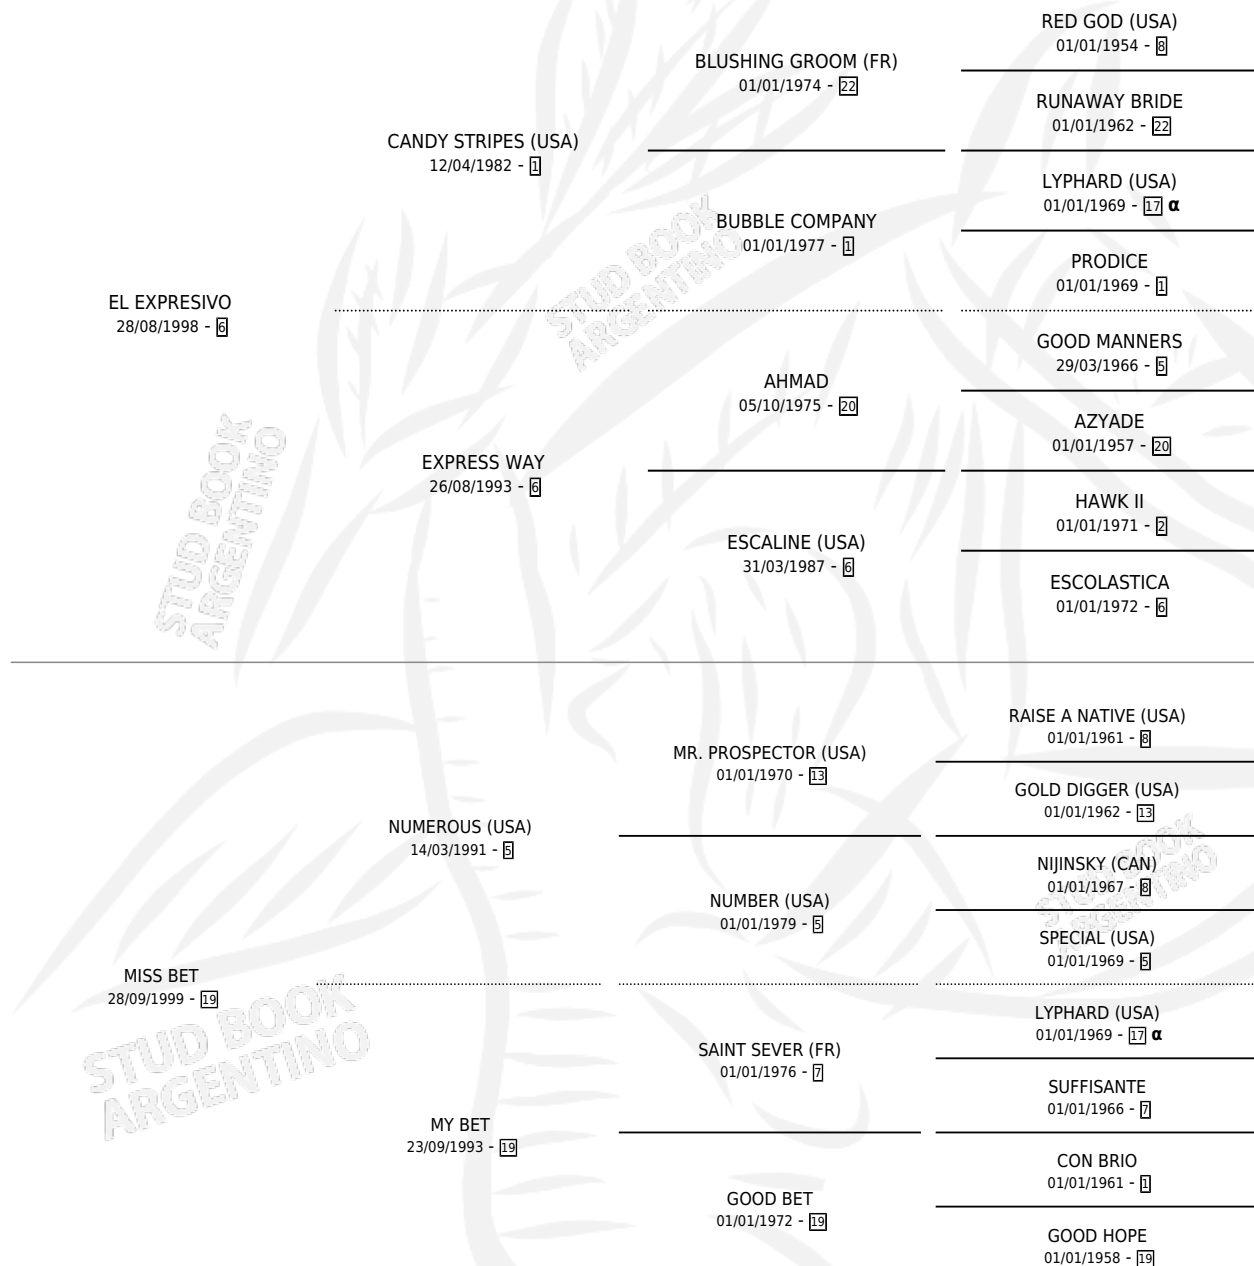 RED GOD (USA)
01/01/1954 - 8
BLUSHING GROOM (FR)
01/01/1974 - 22
RUNAWAY BRIDE
01/01/1962 - 22
CANDY STRIPES (USA)
12/04/1982 - 1
LYPHARD (USA)
01/01/1969 - 17 α
BUBBLE COMPANY
01/01/1977 - 1
PRODICE
01/01/1969 - 1
EL EXPRESIVO
28/08/1998 - 6
STUD BOOK
ARGENTINO
GOOD MANNERS
29/03/1966 - 5
AHMAD
05/10/1975 - 20
AZYADE
01/01/1957 - 20
EXPRESS WAY
26/08/1993 - 6
STUD BOOK
ARGENTINO
HAWK II
01/01/1971 - 2
ESCALINE (USA)
31/03/1987 - 6
ESCOLASTICA
01/01/1972 - 6
RAISE A NATIVE (USA)
01/01/1961 - 8
MR. PROSPECTOR (USA)
01/01/1970 - 13
GOLD DIGGER (USA)
01/01/1962 - 13
NUMEROUS (USA)
14/03/1991 - 5
NIJINSKY (CAN)
01/01/1967 - 8
STUD BOOK
ARGENTINO
NUMBER (USA)
01/01/1979 - 5
SPECIAL (USA)
01/01/1969 - 5
MISS BET
28/09/1999 - 19
STUD BOOK
ARGENTINO
LYPHARD (USA)
01/01/1969 - 17 α
SAINT SEVER (FR)
01/01/1976 - 7
SUFFISANTE
01/01/1966 - 7
MY BET
23/09/1993 - 19
CON BRIO
01/01/1961 - 1
GOOD BET
01/01/1972 - 19
GOOD HOPE
01/01/1958 - 19